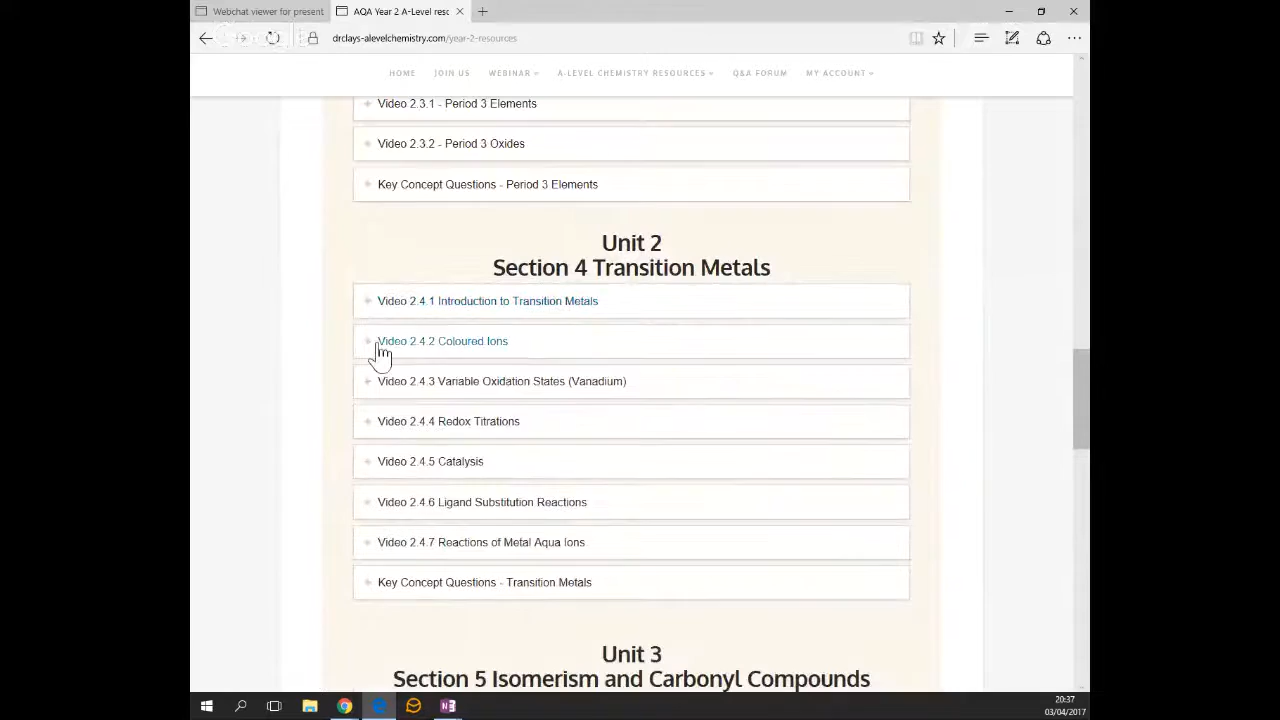 Webchat viewer for present
AQA Year 2 A-Level resc
drclays-alevelchemistry.com/year-2-resources
HOME JOIN US WEBINAR A-LEVEL CHEMISTRY RESOURCES Q&A FORUM MY ACCOUNT
Video 2.3.1 - Period 3 Elements
Video 2.3.2 - Period 3 Oxides
Key Concept Questions - Period 3 Elements
Unit 2
Section 4 Transition Metals
Video 2.4.1 Introduction to Transition Metals
Video 2.4.2 Coloured Ions
Video 2.4.3 Variable Oxidation States (Vanadium)
Video 2.4.4 Redox Titrations
Video 2.4.5 Catalysis
Video 2.4.6 Ligand Substitution Reactions
Video 2.4.7 Reactions of Metal Aqua Ions
Key Concept Questions - Transition Metals
Unit 3
Section 5 Isomerism and Carbonyl Compounds
20:37
03/04/2017